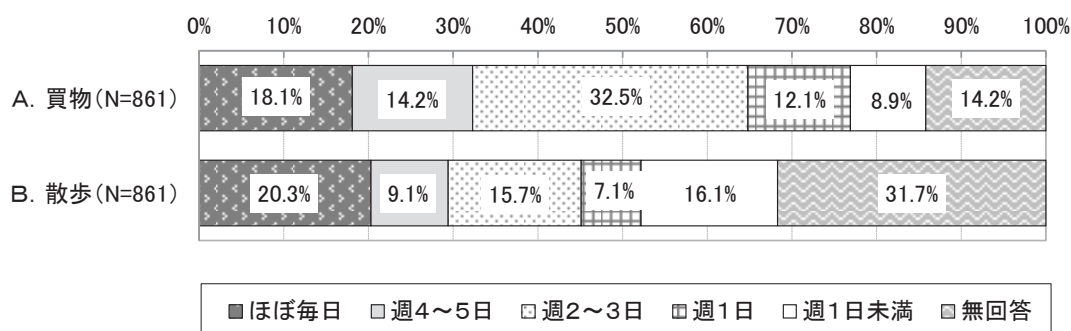 0% 10% 20% 30% 40% 50% 60% 70% 80% 90% 100%
A. 買物(N=861) 18.1% 14.2% 32.5% 12.1% 8.9% 14.2%
B. 散歩(N=861) 20.3% 9.1% 15.7% 7.1% 16.1% 31.7%
ほぼ毎日 週4～5日 週2～3日 週1日 週1日未満 無回答